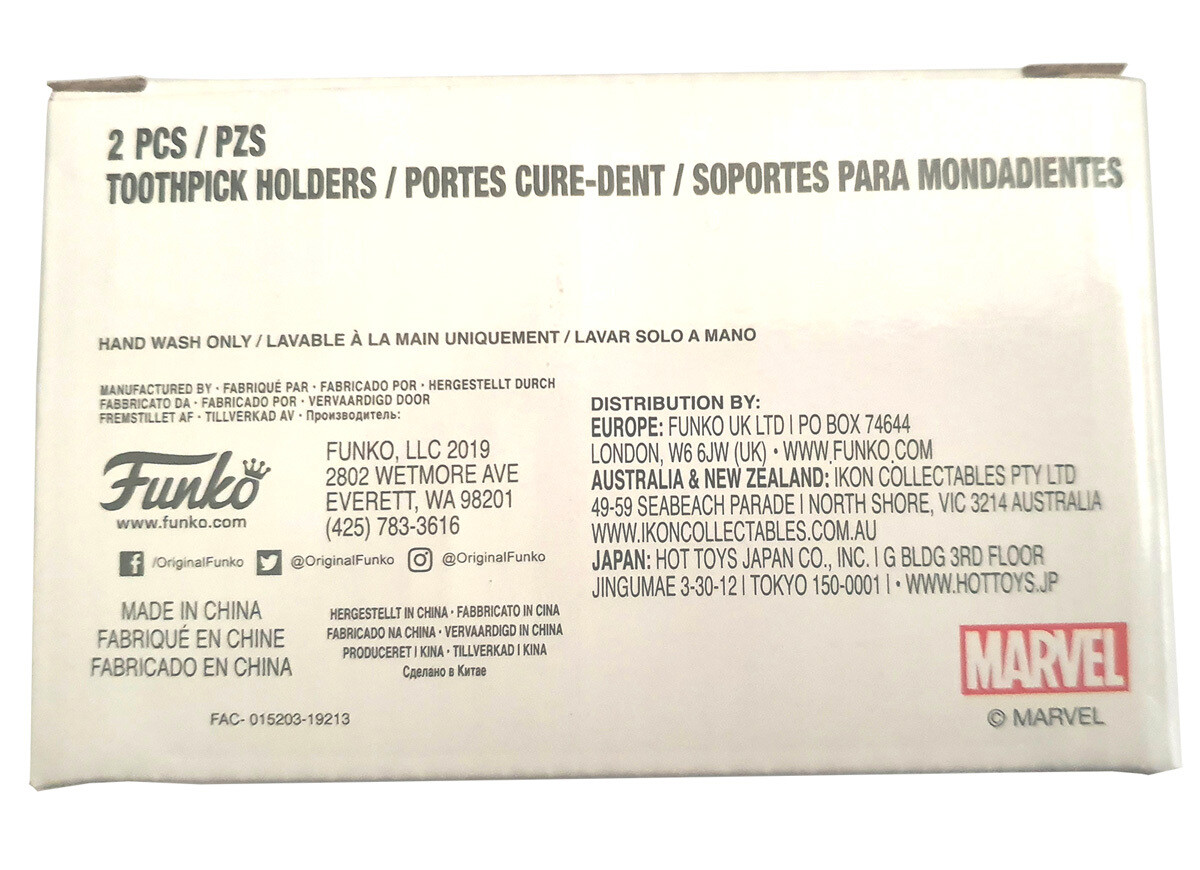 2 PCS / PZS
TOOTHPICK HOLDERS / PORTES CURE-DENT / SOPORTES PARA MONDADIENTES
HAND WASH ONLY / LAVABLE À LA MAIN UNIQUEMENT / LAVAR SOLO A MANO
MANUFACTURED BY · FABRIQUÉ PAR · FABRICADO POR · HERGESTELLT DURCH
FABBRICATO DA · FABRICADO POR · VERVAARDIGD DOOR
FREMSTILLET AF · TILLVERKAD AV · Производитель:
Funko
www.funko.com
FUNKO, LLC 2019
2802 WETMORE AVE
EVERETT, WA 98201
(425) 783-3616
/OriginalFunko @OriginalFunko @OriginalFunko
MADE IN CHINA
FABRIQUÉ EN CHINE
FABRICADO EN CHINA
HERGESTELLT IN CHINA · FABBRICATO IN CINA
FABRICADO NA CHINA · VERVAARDIGD IN CHINA
PRODUCERET I KINA · TILLVERKAD I KINA
Сделано в Китае
FAC- 015203-19213
DISTRIBUTION BY:
EUROPE: FUNKO UK LTD | PO BOX 74644
LONDON, W6 6JW (UK) · WWW.FUNKO.COM
AUSTRALIA & NEW ZEALAND: IKON COLLECTABLES PTY LTD
49-59 SEABEACH PARADE | NORTH SHORE, VIC 3214 AUSTRALIA
WWW.IKONCOLLECTABLES.COM.AU
JAPAN: HOT TOYS JAPAN CO., INC. | G BLDG 3RD FLOOR
JINGUMAE 3-30-12 | TOKYO 150-0001 | · WWW.HOTTOYS.JP
MARVEL
© MARVEL